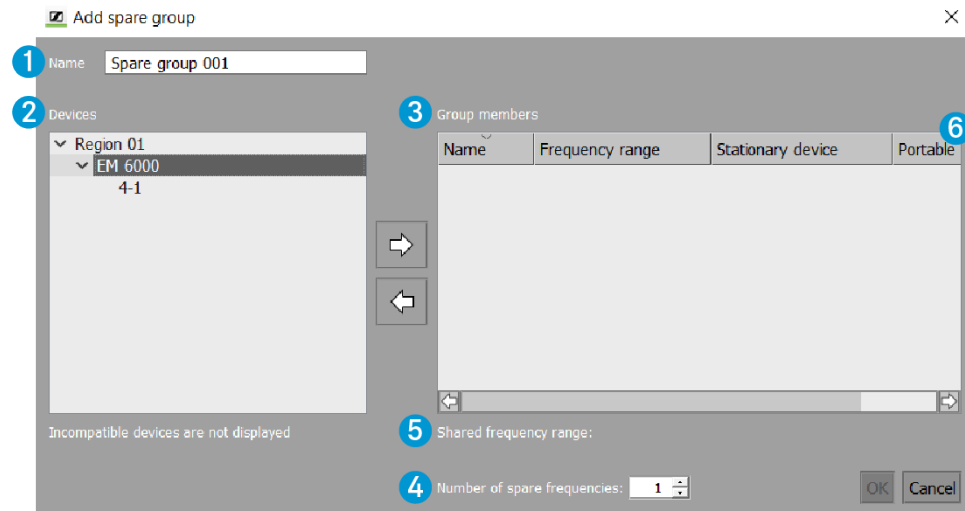 Add spare group
1 Name Spare group 001
2 Devices
3 Group members
6
Region 01
EM 6000
4-1
Name Frequency range Stationary device Portable
Incompatible devices are not displayed
5 Shared frequency range:
4 Number of spare frequencies: 1
OK Cancel